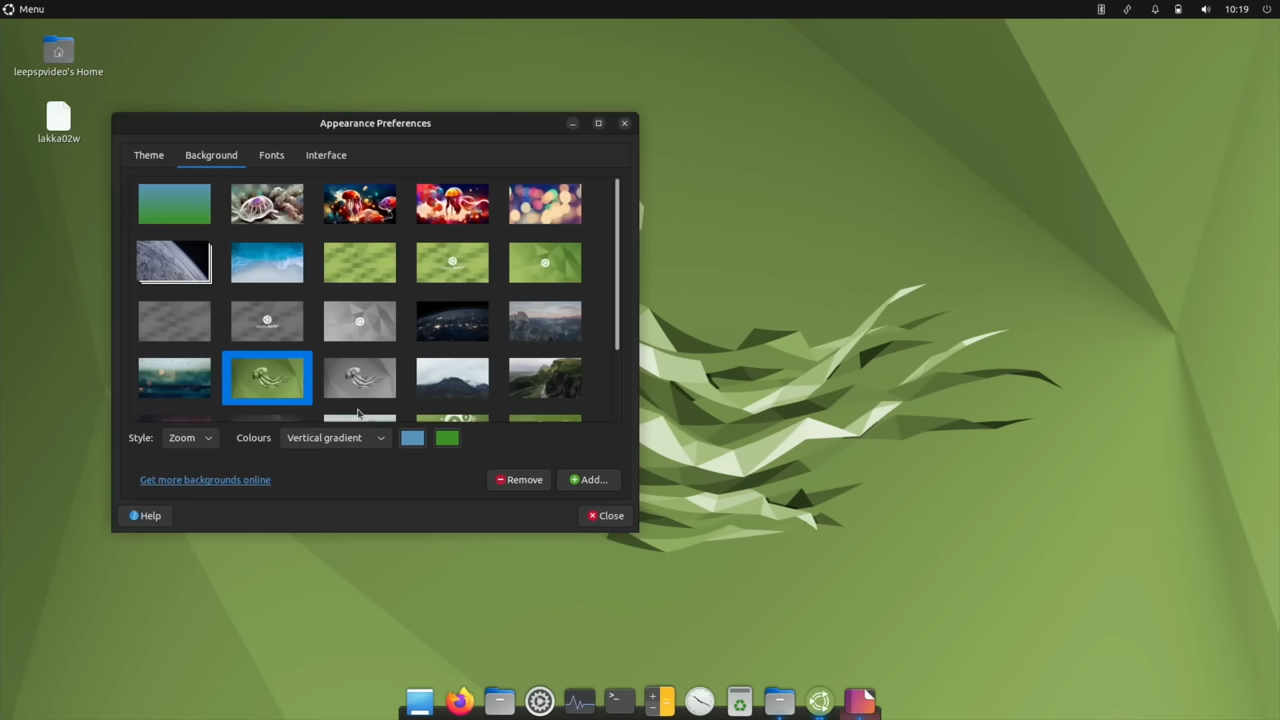 Menu
10:19
leepspvideo's Home
lakka02w
Appearance Preferences
Theme Background Fonts Interface
Style: Zoom Colours Vertical gradient
Get more backgrounds online
Remove Add...
Help Close